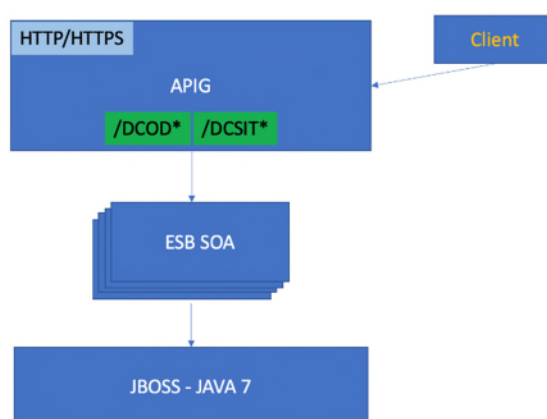 HTTP/HTTPS
Client
APIG
/DCOD* /DCSIT*
ESB SOA
JBOSS - JAVA 7